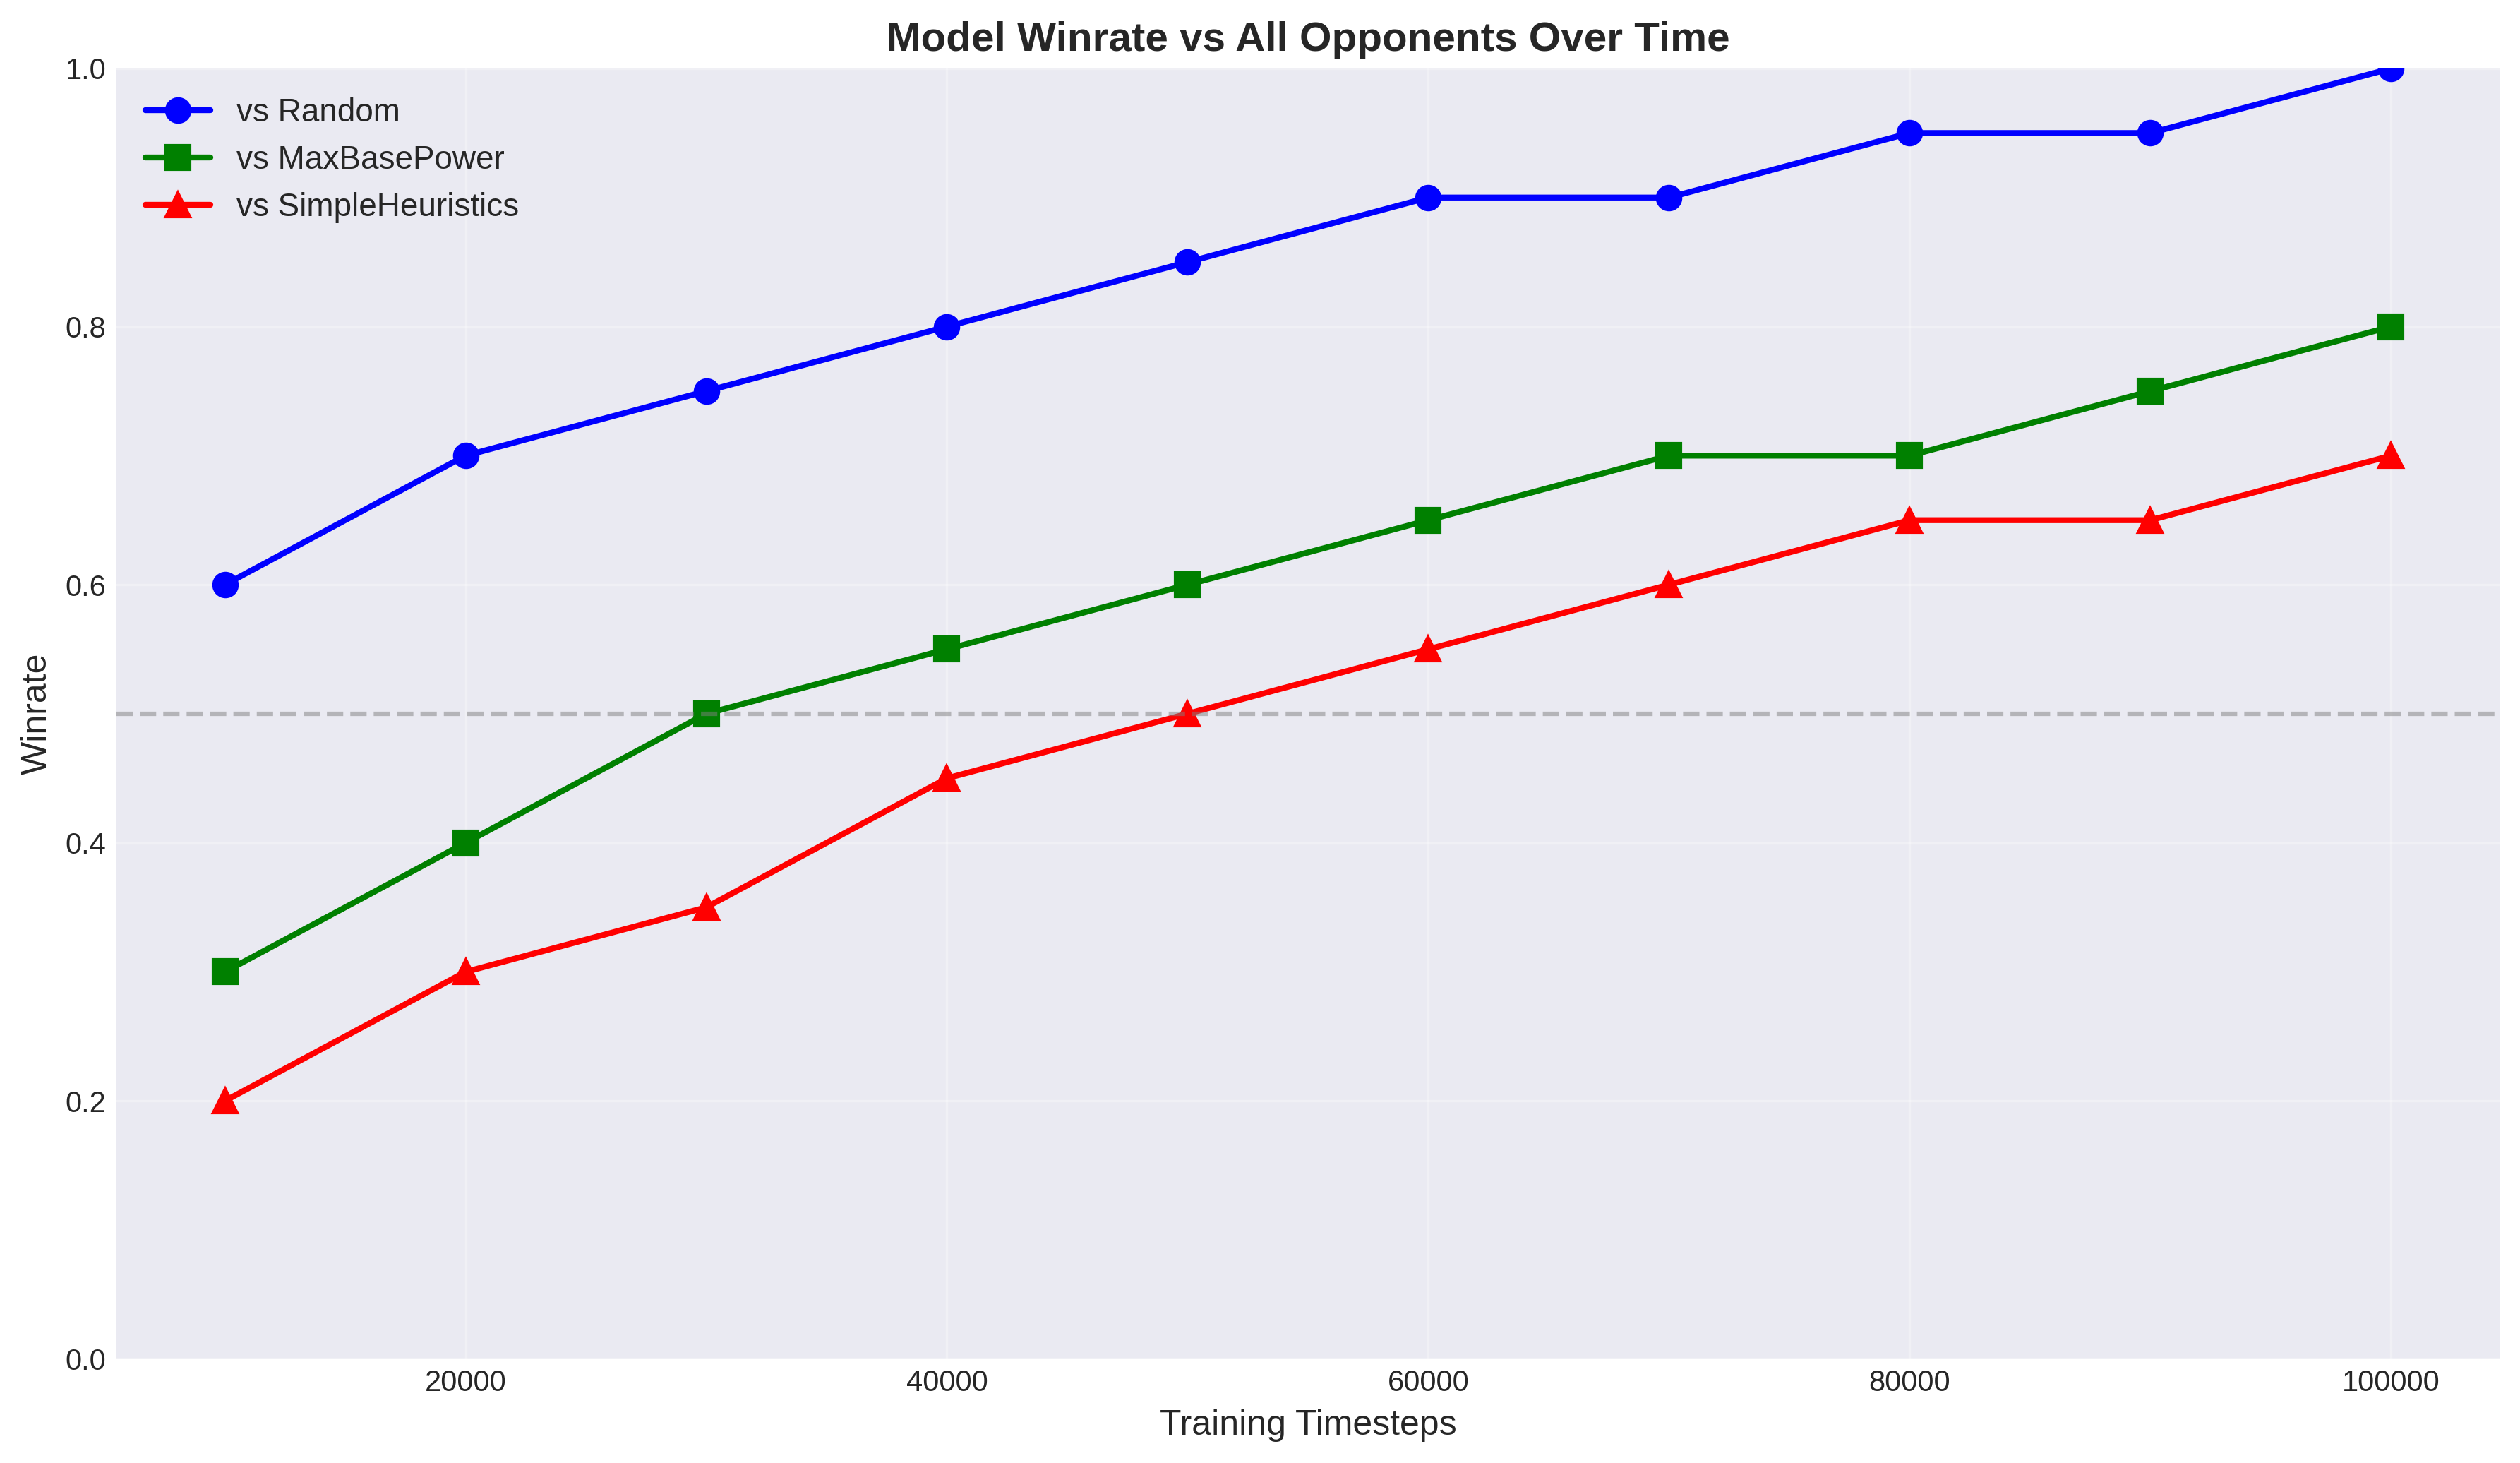 Model Winrate vs All Opponents Over Time
1.0
vs Random
vs MaxBasePower
vs SimpleHeuristics
0.8
0.6
Winrate
0.4
0.2
0.0
20000 40000 60000 80000 100000
Training Timesteps